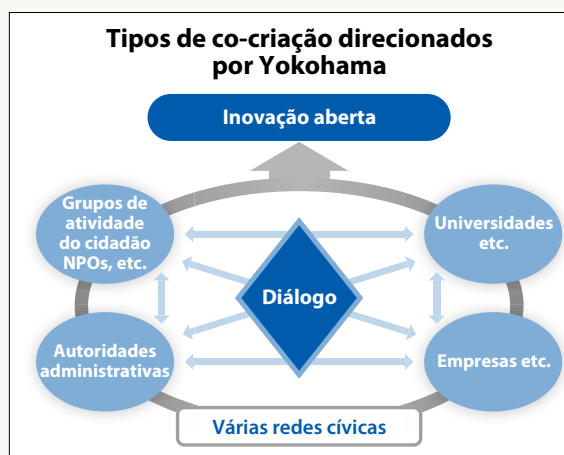 Tipos de co-criação direcionados
por Yokohama
Inovação aberta
Grupos de
atividade
do cidadão
NPOs, etc.
Universidades
etc.
Diálogo
Autoridades
administrativas
Empresas etc.
Várias redes cívicas